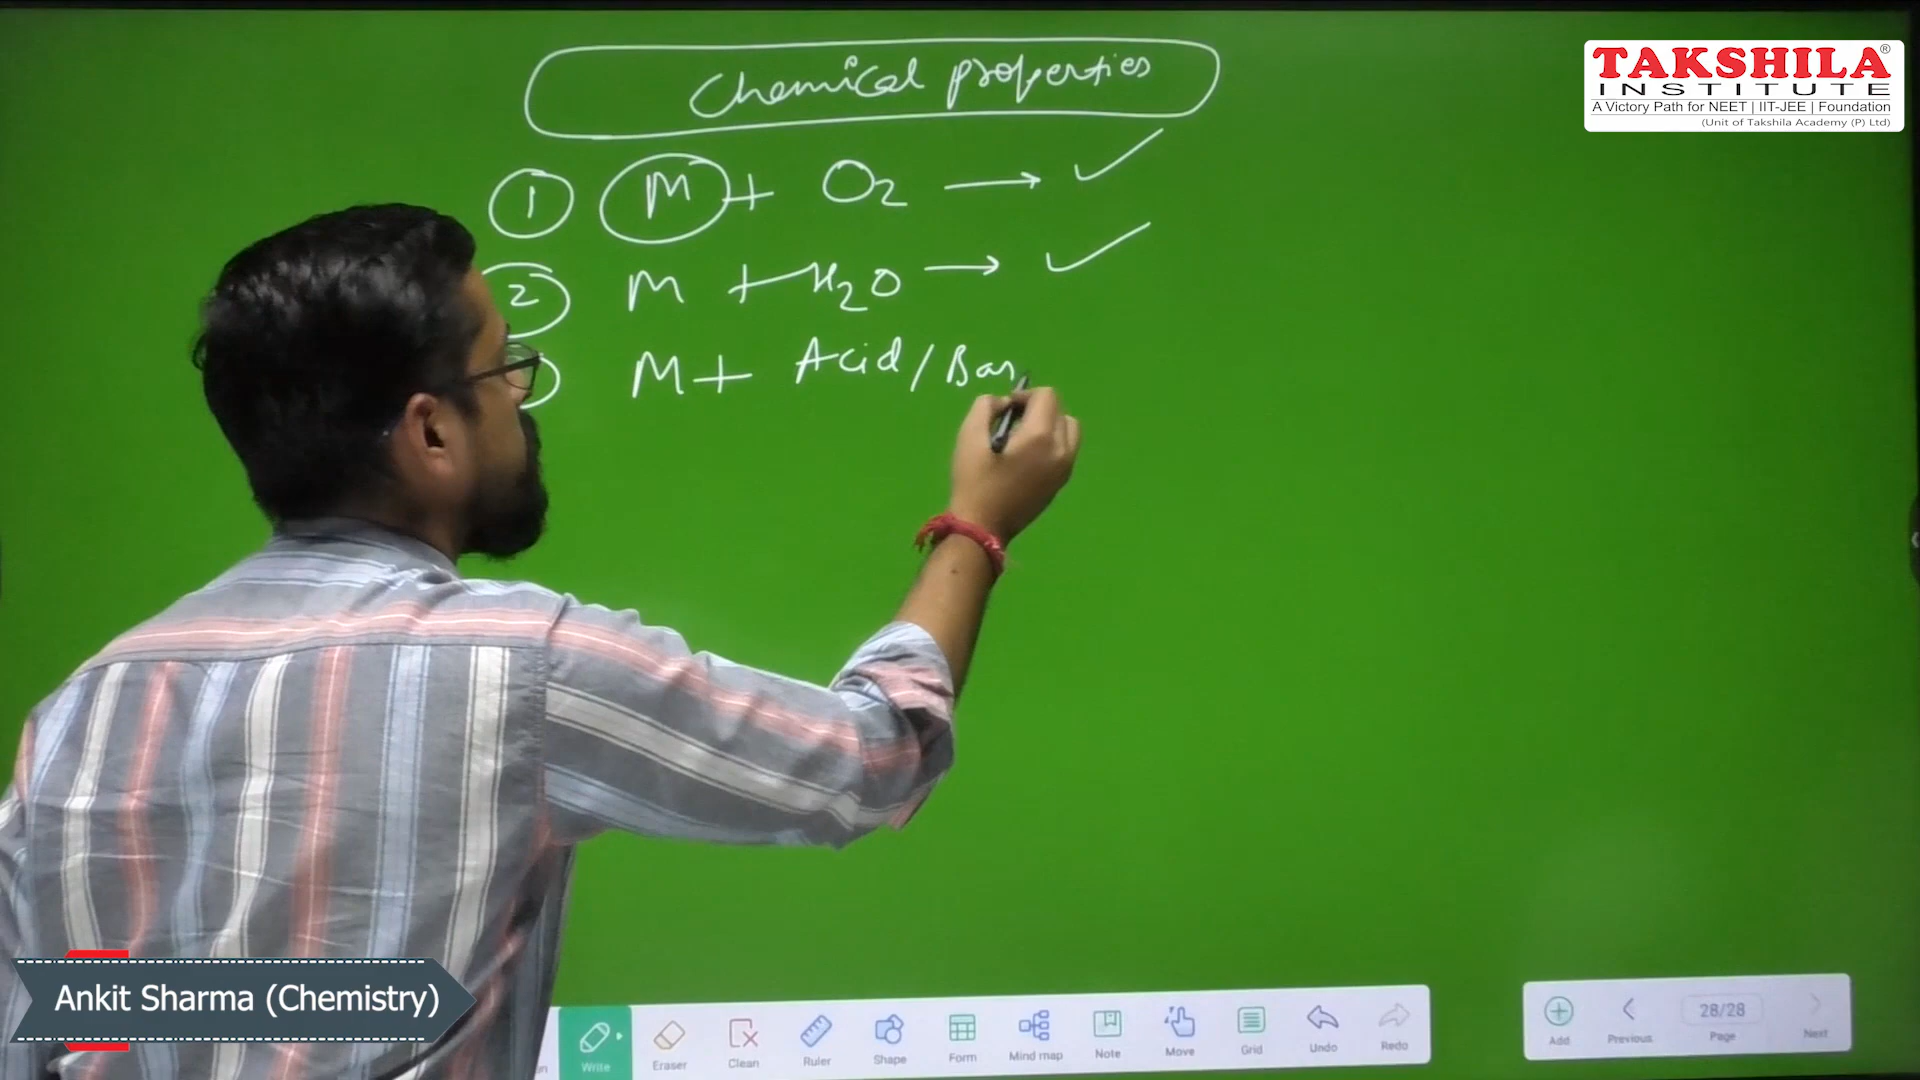 Chemical properties
TAKSHILA®
INSTITUTE
A Victory Path for NEET | IIT-JEE | Foundation
(Unit of Takshila Academy (P) Ltd)
1 M + O2 → ✓
2 M + H2O → ✓
M + Acid / Bas
Ankit Sharma (Chemistry)
Write
Eraser
Clean
Ruler
Shape
Form
Mind map
Note
Move
Grid
Undo
Redo
Add
Previous
28/28
Page
Next